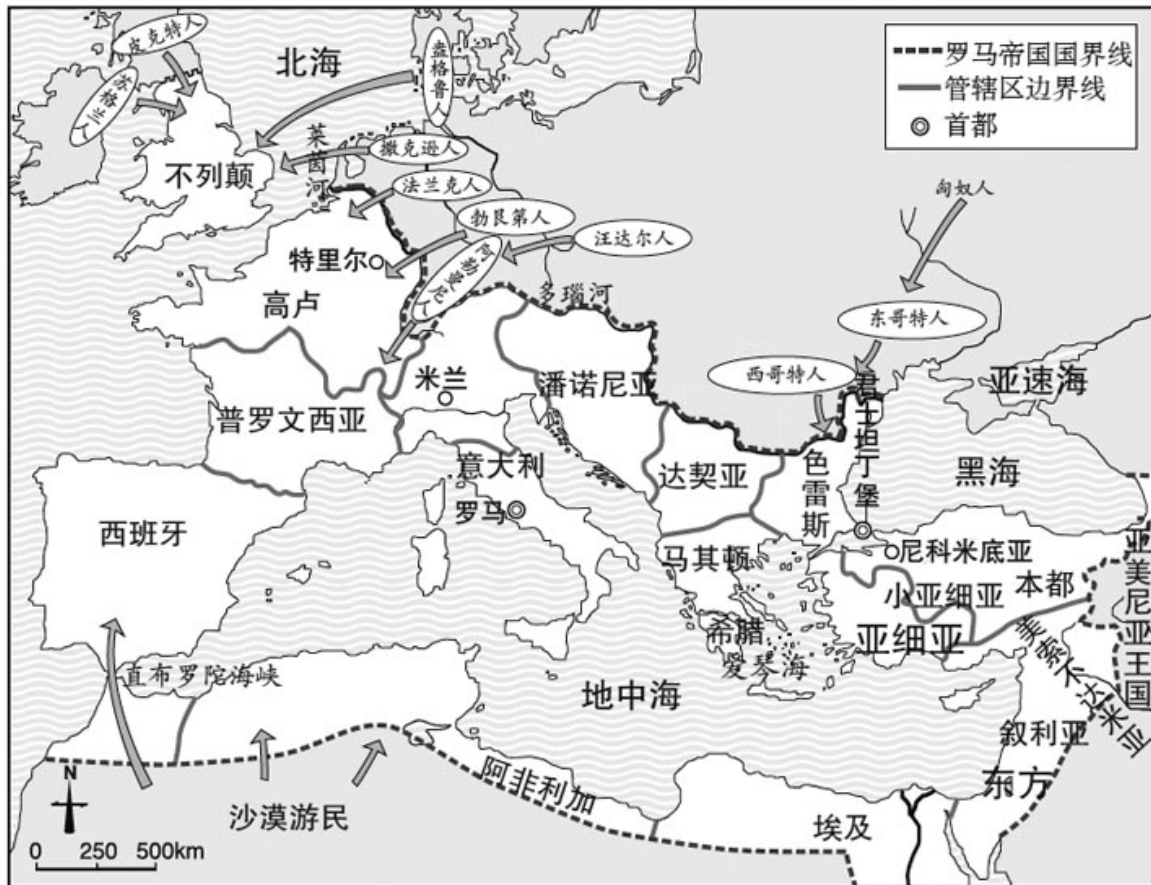 皮克特人
苏格兰人
北海
盎格鲁人
罗马帝国国界线
管辖区边界线
首都
莱茵河
撒克逊人
不列颠
法兰克人
匈奴人
勃艮第人
汪达尔人
特里尔
阿勒曼尼人
高卢
多瑙河
东哥特人
西哥特人
君士坦丁堡
亚速海
米兰
潘诺尼亚
普罗文西亚
意大利
达契亚
色雷斯
黑海
罗马
西班牙
马其顿
尼科米底亚
亚美尼亚王国
小亚细亚
本都
希腊
亚细亚
爱琴海
美索不达米亚
直布罗陀海峡
地中海
叙利亚
东方
阿非利加
N
沙漠游民
埃及
0 250 500km